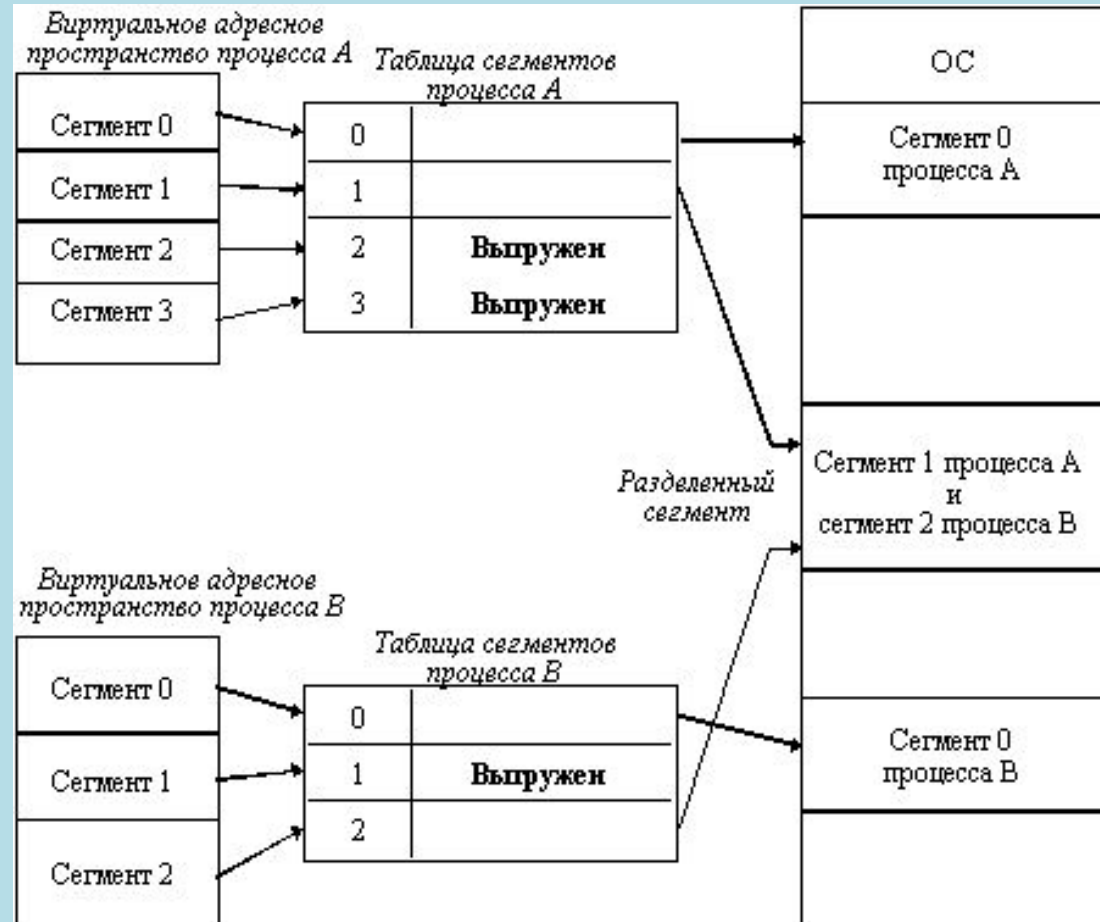 Виртуальное адресное
пространство процесса А
Сегмент 0
Сегмент 1
Сегмент 2
Сегмент 3
Таблица сегментов
процесса А
0
1
2 Выгружен
3 Выгружен
ОС
Сегмент 0
процесса А
Сегмент 1 процесса А
и
сегмент 2 процесса В
Сегмент 0
процесса В
Разделенный
сегмент
Виртуальное адресное
пространство процесса В
Сегмент 0
Сегмент 1
Сегмент 2
Таблица сегментов
процесса В
0
1 Выгружен
2